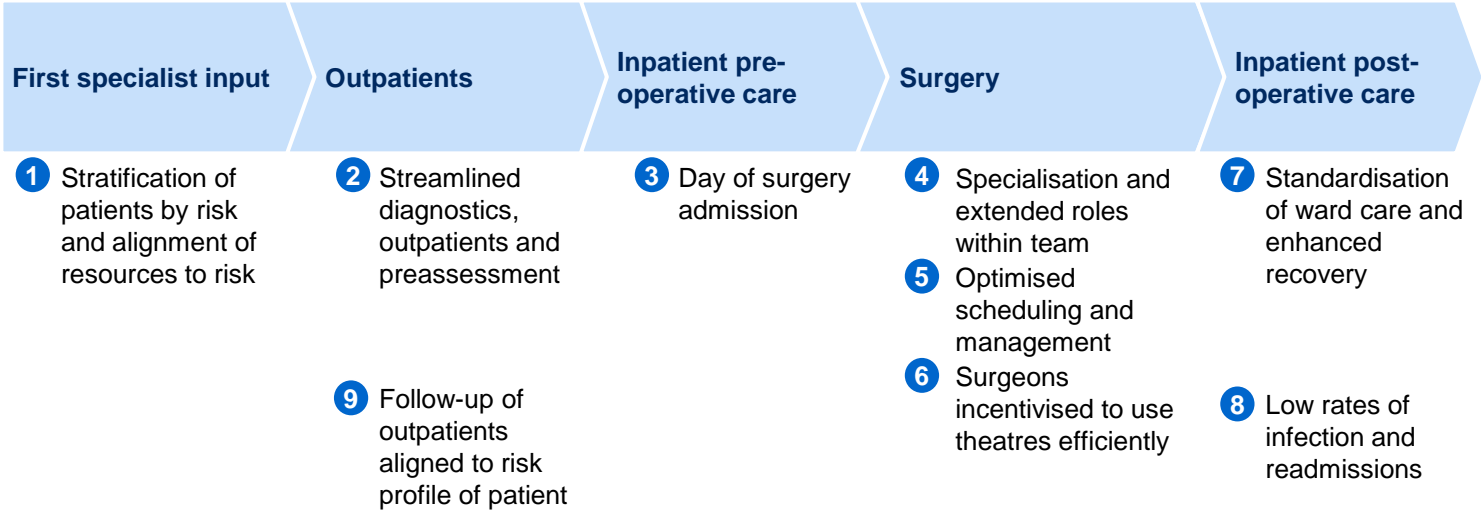 First specialist input
Outpatients
Inpatient pre-
operative care
Surgery
Inpatient post-
operative care
1 Stratification of
patients by risk
and alignment of
resources to risk
2 Streamlined
diagnostics,
outpatients and
preassessment
9 Follow-up of
outpatients
aligned to risk
profile of patient
3 Day of surgery
admission
4 Specialisation and
extended roles
within team
5 Optimised
scheduling and
management
6 Surgeons
incentivised to use
theatres efficiently
7 Standardisation
of ward care and
enhanced
recovery
8 Low rates of
infection and
readmissions